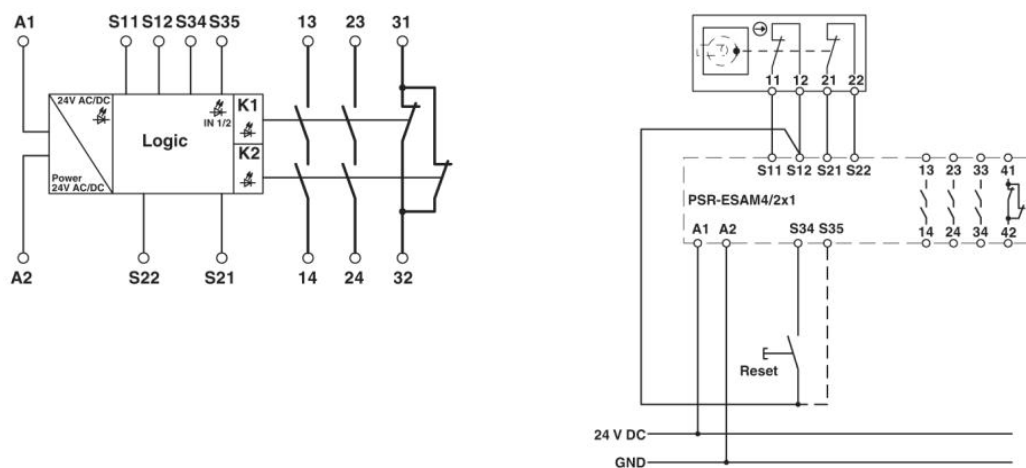 A1 S11 S12 S34 S35 13 23 31
24V AC/DC
IN 1/2
K1
Logic
K2
Power
24V AC/DC
A2 S22 S21 14 24 32
11 12 21 22
S11 S12 S21 S22 13 23 33 41
PSR-ESAM4/2x1
A1 A2 S34 S35 14 24 34 42
Reset
24 V DC
GND